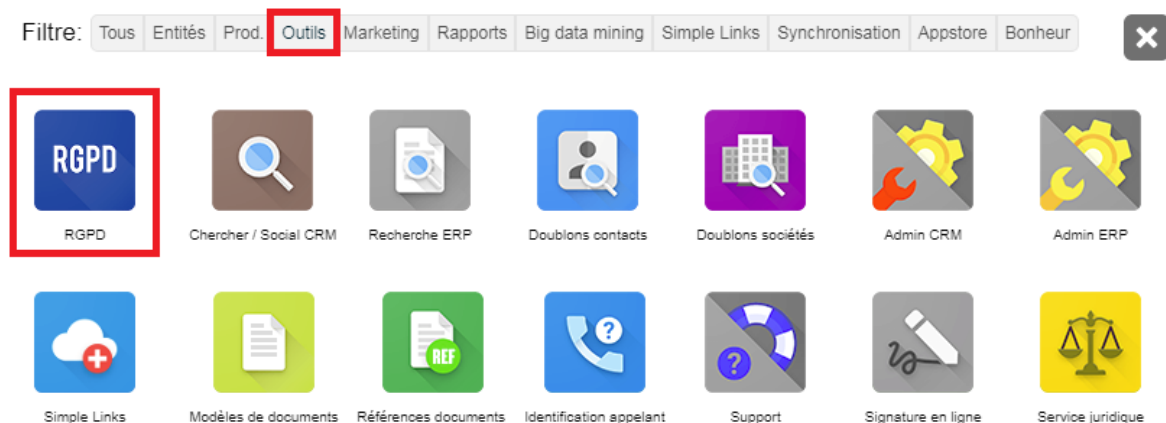 Filtre: Tous Entités Prod. Outils Marketing Rapports Big data mining Simple Links Synchronisation Appstore Bonheur
RGPD
RGPD Chercher / Social CRM Recherche ERP Doublons contacts Doublons sociétés Admin CRM Admin ERP
REF ? ?
Simple Links Modèles de documents Références documents Identification appelant Support Signature en ligne Service juridique